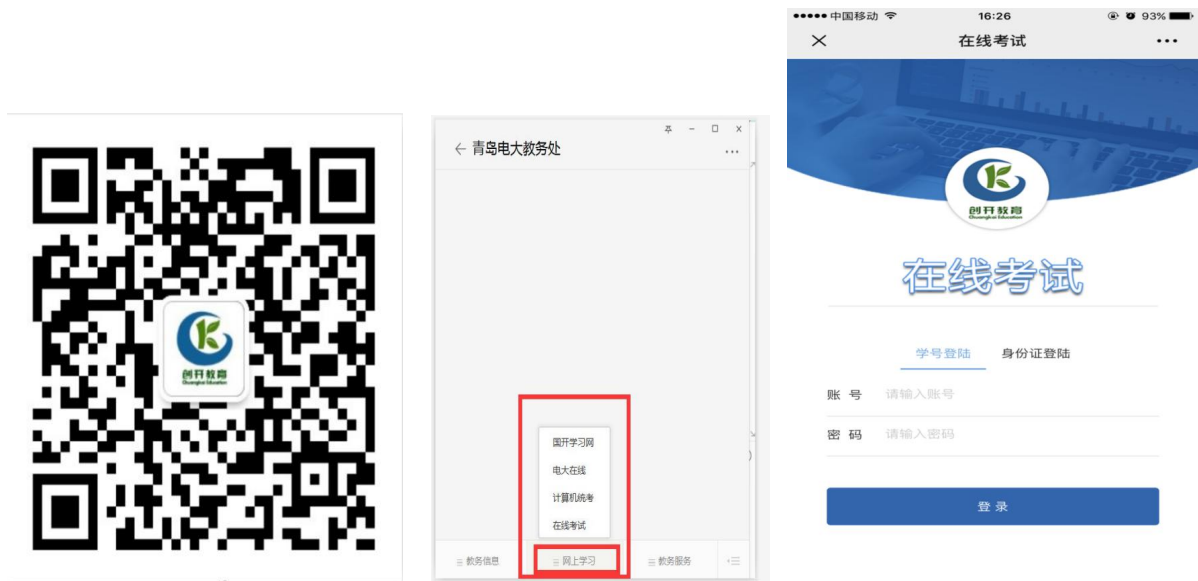 创开教育
Chuangkai Education
← 青岛电大教务处
国开学习网
电大在线
计算机统考
在线考试
教务信息
网上学习
教务服务
中国移动 16:26 93%
在线考试
创开教育
Chuangkai Education
在线考试
学号登陆 身份证登陆
账 号 请输入账号
密 码 请输入密码
登 录